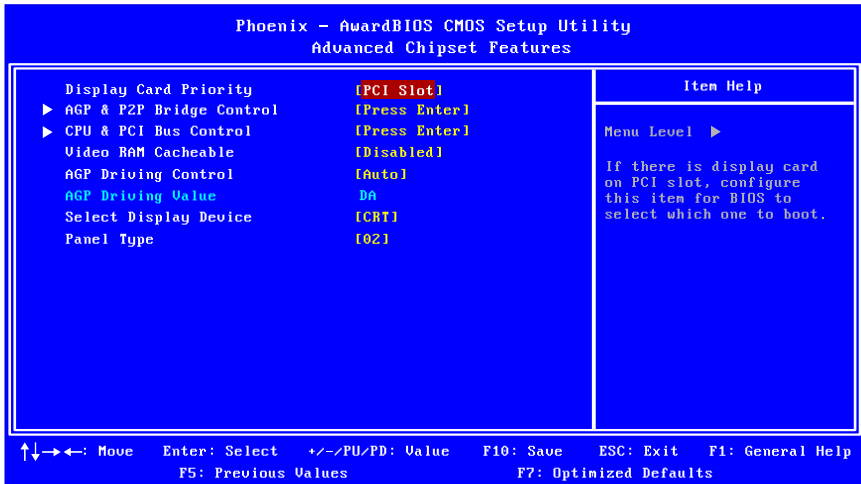 Phoenix - AwardBIOS CMOS Setup Utility
Advanced Chipset Features
Display Card Priority [PCI Slot]
▶ AGP & P2P Bridge Control [Press Enter]
▶ CPU & PCI Bus Control [Press Enter]
Video RAM Cacheable [Disabled]
AGP Driving Control [Auto]
AGP Driving Value DA
Select Display Device [CRT]
Panel Type [02]
Item Help
Menu Level ▶
If there is display card
on PCI slot, configure
this item for BIOS to
select which one to boot.
↑↓→←: Move Enter: Select +/-/PU/PD: Value F10: Save ESC: Exit F1: General Help
F5: Previous Values F7: Optimized Defaults